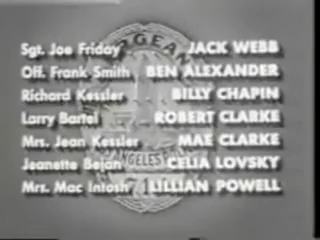 Sgt. Joe Friday JACK WEBB
Off. Frank Smith BEN ALEXANDER
Richard Kessler BILLY CHAPIN
Larry Bartel ROBERT CLARKE
Mrs. Jean Kessler MAE CLARKE
Jeanette Bejan CELIA LOVSKY
Mrs. Mac Intosh LILLIAN POWELL